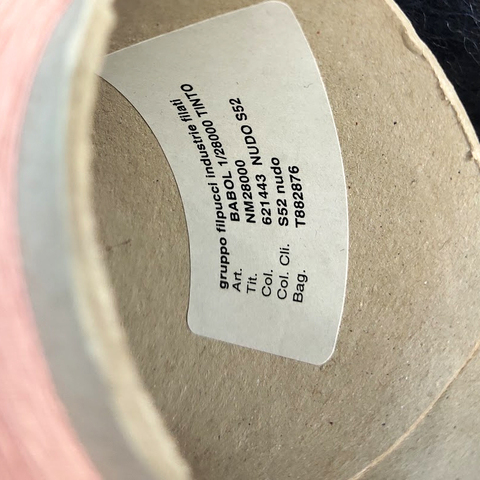 gruppo filpucci industrie filati
Art. BABOL 1/28000 TINTO
Tit. NM28000
Col. 621443 NUDO S52
Col. Cli. S52 nudo
Bag. T882876